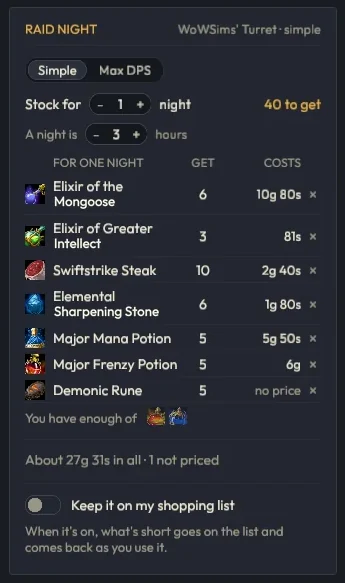 RAID NIGHT WoWSims' Turret · simple
Simple Max DPS
Stock for − 1 + night 40 to get
A night is − 3 + hours
FOR ONE NIGHT GET COSTS
Elixir of the
Mongoose 6 10g 80s ×
Elixir of Greater
Intellect 3 81s ×
Swiftstrike Steak 10 2g 40s ×
Elemental
Sharpening Stone 6 1g 80s ×
Major Mana Potion 5 5g 50s ×
Major Frenzy Potion 5 6g ×
Demonic Rune 5 no price ×
You have enough of
About 27g 31s in all · 1 not priced
Keep it on my shopping list
When it's on, what's short goes on the list and
comes back as you use it.